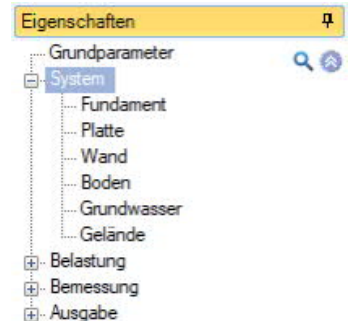 Eigenschaften
Grundparameter
System
Fundament
Platte
Wand
Boden
Grundwasser
Gelände
Belastung
Bemessung
Ausgabe